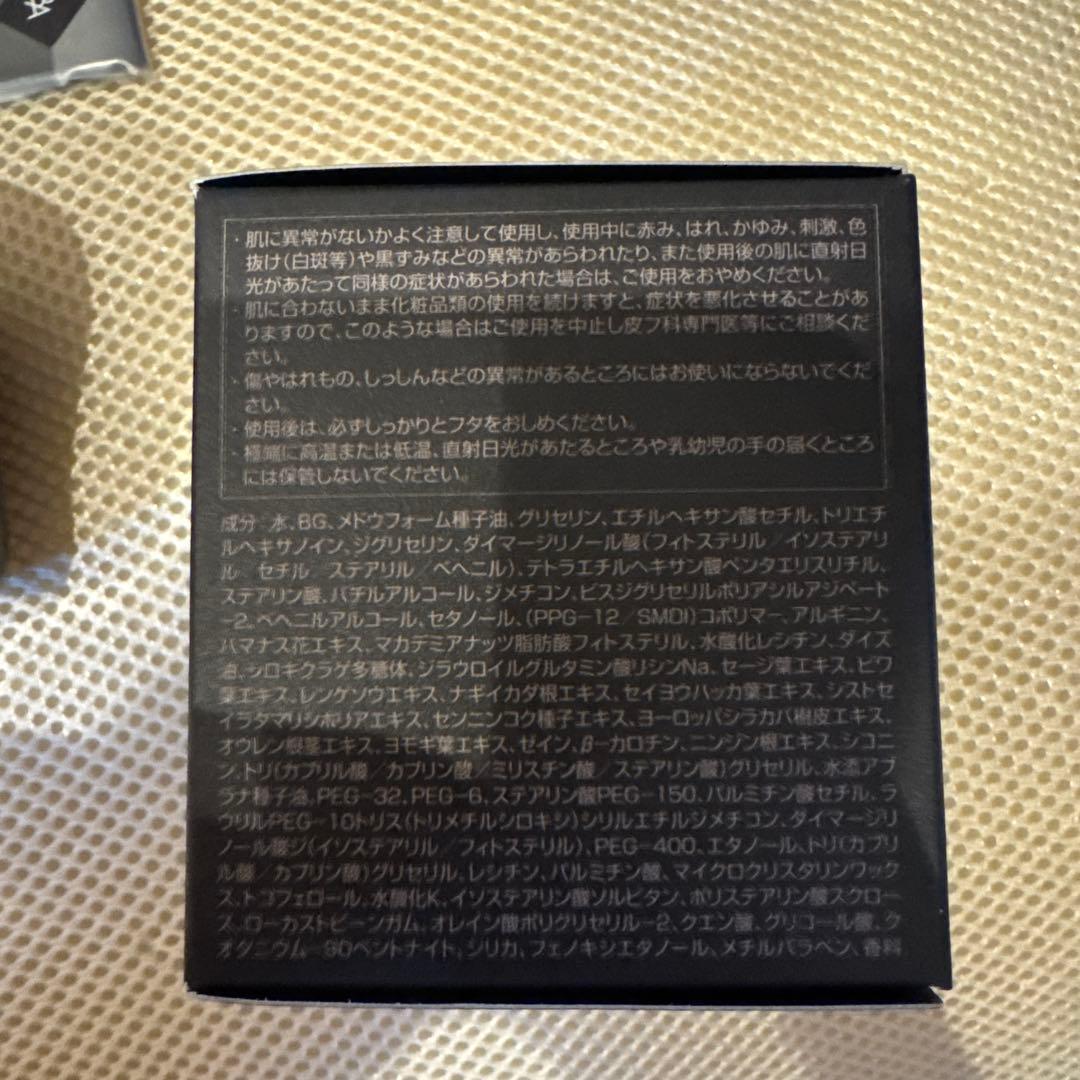 ・肌に異常がないかよく注意して使用し、使用中に赤み、はれ、かゆみ、刺激、色
抜け(白斑等)や黒ずみなどの異常があらわれたり、また使用後の肌に直射日
光があたって同様の症状があらわれた場合は、ご使用をおやめください。
・肌に合わないまま化粧品類の使用を続けますと、症状を悪化させることがあ
りますので、このような場合はご使用を中止し皮フ科専門医等にご相談くだ
さい。
・傷やはれもの、しっしんなどの異常があるところにはお使いにならないでくだ
さい。
・使用後は、必ずしっかりとフタをおしめください。
・極端に高温または低温、直射日光があたるところや乳幼児の手の届くところ
には保管しないでください。
成分:水、BG、メドウフォーム種子油、グリセリン、エチルヘキサン酸セチル、トリエチ
ルヘキサノイン、ジグリセリン、ダイマージリノール酸(フィトステリル/イソステアリ
ル/セチル/ステアリル/ベヘニル)、テトラエチルヘキサン酸ペンタエリスリチル、
ステアリン酸、バチルアルコール、ジメチコン、ビスジグリセリルポリアシルアジペート
-2、ベヘニルアルコール、セタノール、(PPG-12/SMDI)コポリマー、アルギニン、
ハマナス花エキス、マカデミアナッツ脂肪酸フィトステリル、水酸化レシチン、ダイズ
油、シロキクラゲ多糖体、ジラウロイルグルタミン酸リシンNa、セージ葉エキス、ビワ
葉エキス、レンゲソウエキス、ナギイカダ根エキス、セイヨウハッカ葉エキス、シストセ
イラタマリシホリアエキス、センニンコク種子エキス、ヨーロッパシラカバ樹皮エキス、
オウレン根茎エキス、ヨモギ葉エキス、ゼイン、β-カロチン、ニンジン根エキス、シコニ
ン、トリ(カプリル酸/カプリン酸/ミリスチン酸/ステアリン酸)グリセリル、水添アブ
ラナ種子油、PEG-32、PEG-6、ステアリン酸PEG-150、パルミチン酸セチル、ラ
ウリルPEG-10トリス(トリメチルシロキシ)シリルエチルジメチコン、ダイマージリ
ノール酸ジ(イソステアリル/フィトステリル)、PEG-400、エタノール、トリ(カプリ
ル酸/カプリン酸)グリセリル、レシチン、パルミチン酸、マイクロクリスタリンワック
ス、トコフェロール、水酸化K、イソステアリン酸ソルビタン、ポリステアリン酸スクロー
ス、ローカストビーンガム、オレイン酸ポリグリセリル-2、クエン酸、グリコール酸、ク
オタニウム-90ベントナイト、シリカ、フェノキシエタノール、メチルパラベン、香料